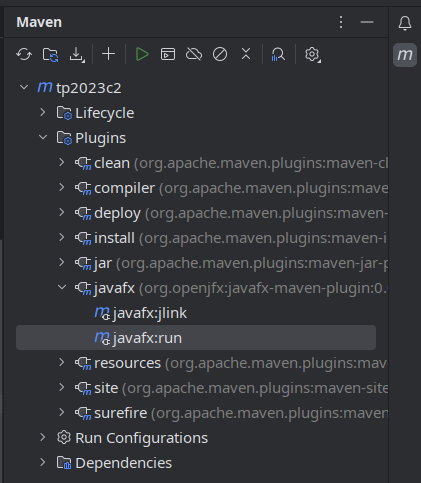 Maven
m
m tp2023c2
Lifecycle
Plugins
clean (org.apache.maven.plugins:maven-cl
compiler (org.apache.maven.plugins:mave
deploy (org.apache.maven.plugins:maven-
install (org.apache.maven.plugins:maven-i
jar (org.apache.maven.plugins:maven-jar-p
javafx (org.openjfx:javafx-maven-plugin:0.
javafx:jlink
javafx:run
resources (org.apache.maven.plugins:mav
site (org.apache.maven.plugins:maven-site
surefire (org.apache.maven.plugins:maven
Run Configurations
Dependencies